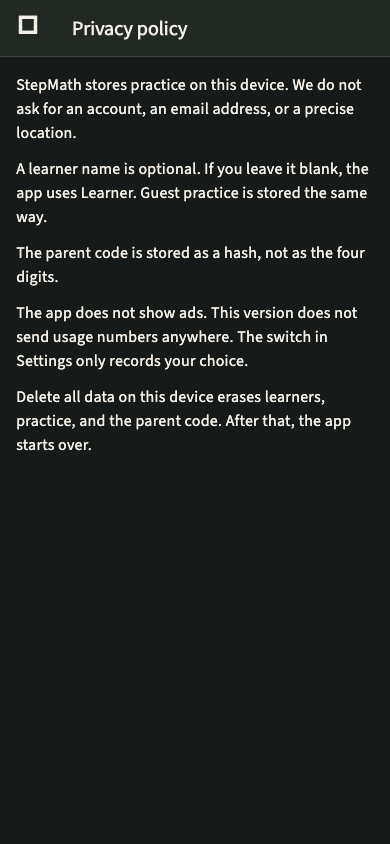 Privacy policy
StepMath stores practice on this device. We do not
ask for an account, an email address, or a precise
location.
A learner name is optional. If you leave it blank, the
app uses Learner. Guest practice is stored the same
way.
The parent code is stored as a hash, not as the four
digits.
The app does not show ads. This version does not
send usage numbers anywhere. The switch in
Settings only records your choice.
Delete all data on this device erases learners,
practice, and the parent code. After that, the app
starts over.